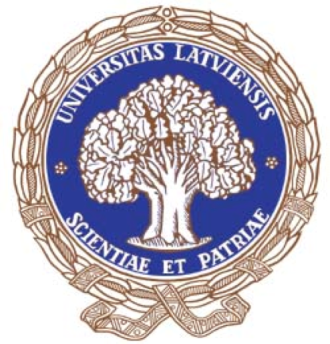 UNIVERSITAS LATVIENSIS
SCIENTIAE ET PATRIAE